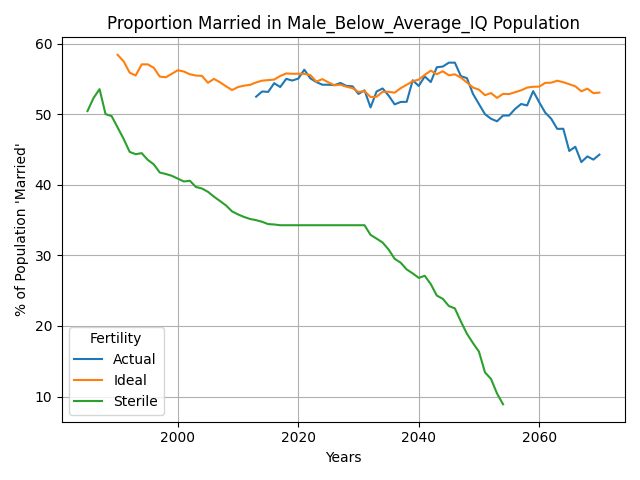 Proportion Married in Male_Below_Average_IQ Population
% of Population 'Married'
60
50
40
30
20
10
Fertility
Actual
Ideal
Sterile
2000 2020 2040 2060
Years